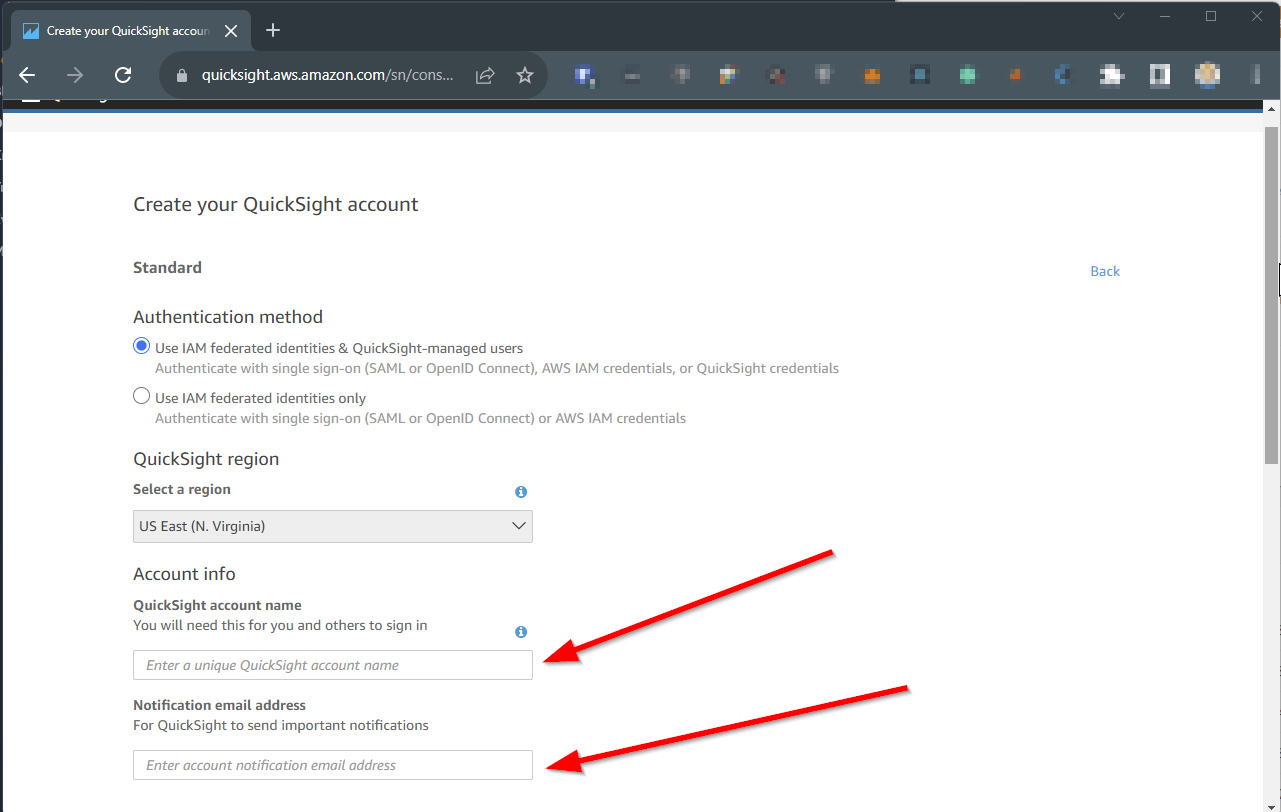 Create your QuickSight accoun
quicksight.aws.amazon.com/sn/cons...
Create your QuickSight account
Standard
Back
Authentication method
Use IAM federated identities & QuickSight-managed users
Authenticate with single sign-on (SAML or OpenID Connect), AWS IAM credentials, or QuickSight credentials
Use IAM federated identities only
Authenticate with single sign-on (SAML or OpenID Connect) or AWS IAM credentials
QuickSight region
Select a region
US East (N. Virginia)
Account info
QuickSight account name
You will need this for you and others to sign in
Enter a unique QuickSight account name
Notification email address
For QuickSight to send important notifications
Enter account notification email address